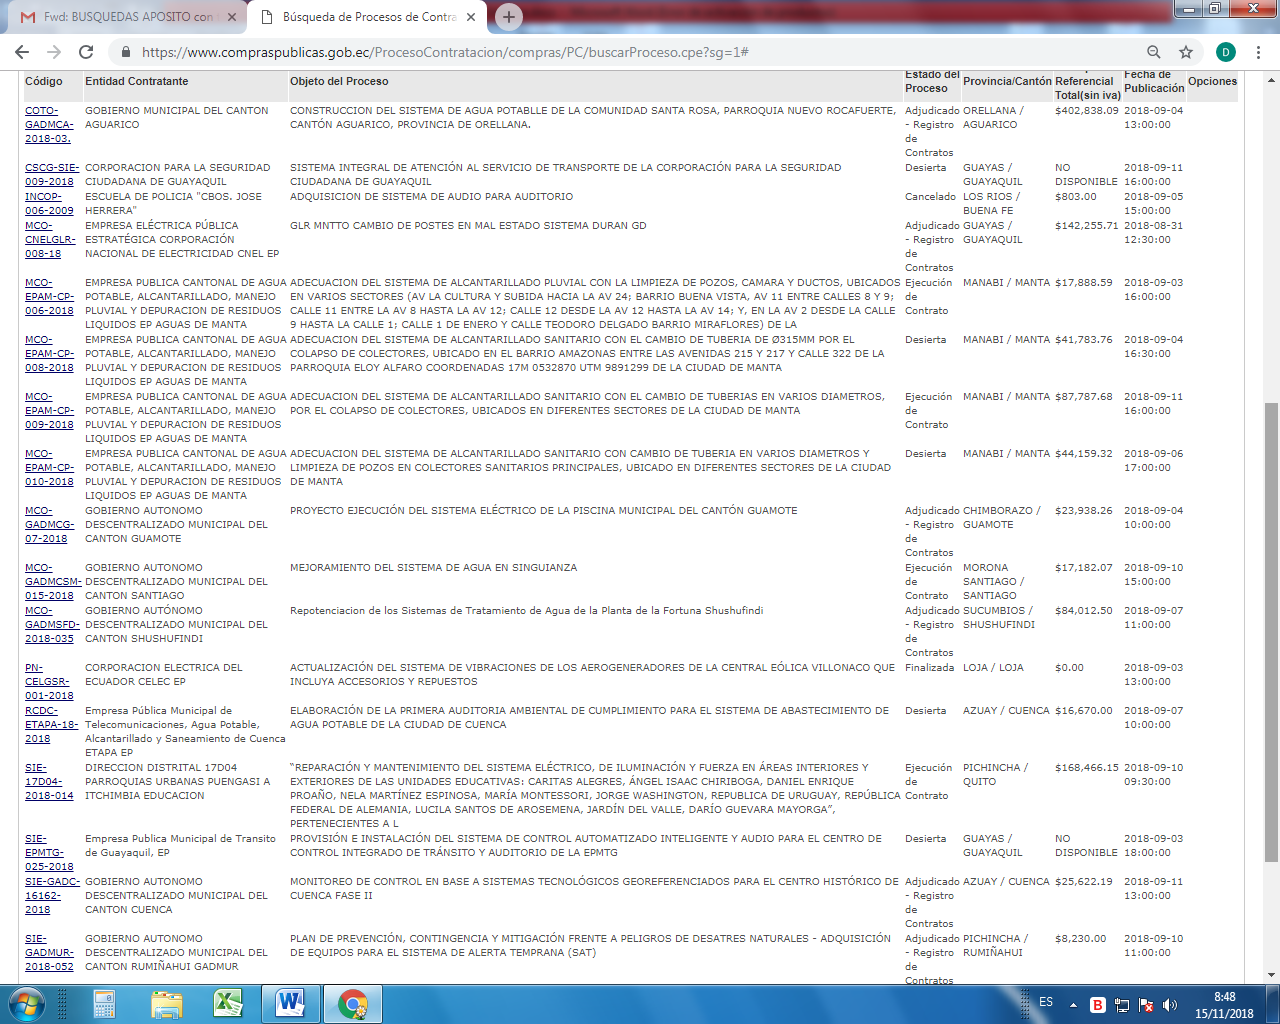 Fwd: BUSQUEDAS APOSITO con
Búsqueda de Procesos de Contra
https://www.compraspublicas.gob.ec/ProcesoContratacion/compras/PC/buscarProceso.cpe?sg=1#
D
Código Entidad Contratante Objeto del Proceso Estado del Proceso Provincia/Cantón Referencial Total(sin iva) Fecha de Publicación Opciones
COTO-GADMCA-2018-03. GOBIERNO MUNICIPAL DEL CANTON AGUARICO CONSTRUCCION DEL SISTEMA DE AGUA POTABLLE DE LA COMUNIDAD SANTA ROSA, PARROQUIA NUEVO ROCAFUERTE, CANTÓN AGUARICO, PROVINCIA DE ORELLANA. Adjudicado - Registro de Contratos ORELLANA / AGUARICO $402,838.09 2018-09-04 13:00:00
CSCG-SIE-009-2018 CORPORACION PARA LA SEGURIDAD CIUDADANA DE GUAYAQUIL SISTEMA INTEGRAL DE ATENCIÓN AL SERVICIO DE TRANSPORTE DE LA CORPORACIÓN PARA LA SEGURIDAD CIUDADANA DE GUAYAQUIL Desierta GUAYAS / GUAYAQUIL NO DISPONIBLE 2018-09-11 16:00:00
INCOP-006-2009 ESCUELA DE POLICIA "CBOS. JOSE HERRERA" ADQUISICION DE SISTEMA DE AUDIO PARA AUDITORIO Cancelado LOS RIOS / BUENA FE $803.00 2018-09-05 15:00:00
MCO-CNELGLR-008-18 EMPRESA ELÉCTRICA PÚBLICA ESTRATÉGICA CORPORACIÓN NACIONAL DE ELECTRICIDAD CNEL EP GLR MNTTO CAMBIO DE POSTES EN MAL ESTADO SISTEMA DURAN GD Adjudicado - Registro de Contratos GUAYAS / GUAYAQUIL $142,255.71 2018-08-31 12:30:00
MCO-EPAM-CP-006-2018 EMPRESA PUBLICA CANTONAL DE AGUA POTABLE, ALCANTARILLADO, MANEJO PLUVIAL Y DEPURACION DE RESIDUOS LIQUIDOS EP AGUAS DE MANTA ADECUACION DEL SISTEMA DE ALCANTARILLADO PLUVIAL CON LA LIMPIEZA DE POZOS, CAMARA Y DUCTOS, UBICADOS EN VARIOS SECTORES (AV LA CULTURA Y SUBIDA HACIA LA AV 24; BARRIO BUENA VISTA, AV 11 ENTRE CALLES 8 Y 9; CALLE 11 ENTRE LA AV 8 HASTA LA AV 12; CALLE 12 DESDE LA AV 12 HASTA LA AV 14; Y, EN LA AV 2 DESDE LA CALLE 9 HASTA LA CALLE 1; CALLE 1 DE ENERO Y CALLE TEODORO DELGADO BARRIO MIRAFLORES) DE LA Ejecución de Contrato MANABI / MANTA $17,888.59 2018-09-03 16:00:00
MCO-EPAM-CP-008-2018 EMPRESA PUBLICA CANTONAL DE AGUA POTABLE, ALCANTARILLADO, MANEJO PLUVIAL Y DEPURACION DE RESIDUOS LIQUIDOS EP AGUAS DE MANTA ADECUACION DEL SISTEMA DE ALCANTARILLADO SANITARIO CON EL CAMBIO DE TUBERIA DE Ø315MM POR EL COLAPSO DE COLECTORES, UBICADO EN EL BARRIO AMAZONAS ENTRE LAS AVENIDAS 215 Y 217 Y CALLE 322 DE LA PARROQUIA ELOY ALFARO COORDENADAS 17M 0532870 UTM 9891299 DE LA CIUDAD DE MANTA Desierta MANABI / MANTA $41,783.76 2018-09-04 16:30:00
MCO-EPAM-CP-009-2018 EMPRESA PUBLICA CANTONAL DE AGUA POTABLE, ALCANTARILLADO, MANEJO PLUVIAL Y DEPURACION DE RESIDUOS LIQUIDOS EP AGUAS DE MANTA ADECUACION DEL SISTEMA DE ALCANTARILLADO SANITARIO CON EL CAMBIO DE TUBERIAS EN VARIOS DIAMETROS, POR EL COLAPSO DE COLECTORES, UBICADOS EN DIFERENTES SECTORES DE LA CIUDAD DE MANTA Ejecución de Contrato MANABI / MANTA $87,787.68 2018-09-11 16:00:00
MCO-EPAM-CP-010-2018 EMPRESA PUBLICA CANTONAL DE AGUA POTABLE, ALCANTARILLADO, MANEJO PLUVIAL Y DEPURACION DE RESIDUOS LIQUIDOS EP AGUAS DE MANTA ADECUACION DEL SISTEMA DE ALCANTARILLADO SANITARIO CON CAMBIO DE TUBERIA EN VARIOS DIAMETROS Y LIMPIEZA DE POZOS EN COLECTORES SANITARIOS PRINCIPALES, UBICADO EN DIFERENTES SECTORES DE LA CIUDAD DE MANTA Desierta MANABI / MANTA $44,159.32 2018-09-06 17:00:00
MCO-GADMCG-07-2018 GOBIERNO AUTONOMO DESCENTRALIZADO MUNICIPAL DEL CANTON GUAMOTE PROYECTO EJECUCIÓN DEL SISTEMA ELÉCTRICO DE LA PISCINA MUNICIPAL DEL CANTÓN GUAMOTE Adjudicado - Registro de Contratos CHIMBORAZO / GUAMOTE $23,938.26 2018-09-04 10:00:00
MCO-GADMCSM-015-2018 GOBIERNO AUTONOMO DESCENTRALIZADO MUNICIPAL DEL CANTON SANTIAGO MEJORAMIENTO DEL SISTEMA DE AGUA EN SINGUIANZA Ejecución de Contrato MORONA SANTIAGO / SANTIAGO $17,182.07 2018-09-10 15:00:00
MCO-GADMSFD-2018-035 GOBIERNO AUTÓNOMO DESCENTRALIZADO MUNICIPAL DEL CANTON SHUSHUFINDI Repotenciacion de los Sistemas de Tratamiento de Agua de la Planta de la Fortuna Shushufindi Adjudicado - Registro de Contratos SUCUMBIOS / SHUSHUFINDI $84,012.50 2018-09-07 11:00:00
PN-CELGSR-001-2018 CORPORACION ELECTRICA DEL ECUADOR CELEC EP ACTUALIZACIÓN DEL SISTEMA DE VIBRACIONES DE LOS AEROGENERADORES DE LA CENTRAL EÓLICA VILLONACO QUE INCLUYA ACCESORIOS Y REPUESTOS Finalizada LOJA / LOJA $0.00 2018-09-03 13:00:00
RCDC-ETAPA-18-2018 Empresa Pública Municipal de Telecomunicaciones, Agua Potable, Alcantarillado y Saneamiento de Cuenca ETAPA EP ELABORACIÓN DE LA PRIMERA AUDITORIA AMBIENTAL DE CUMPLIMIENTO PARA EL SISTEMA DE ABASTECIMIENTO DE AGUA POTABLE DE LA CIUDAD DE CUENCA Desierta AZUAY / CUENCA $16,670.00 2018-09-07 10:00:00
SIE-17D04-2018-014 DIRECCION DISTRITAL 17D04 PARROQUIAS URBANAS PUENGASI A ITCHIMBIA EDUCACION “REPARACIÓN Y MANTENIMIENTO DEL SISTEMA ELÉCTRICO, DE ILUMINACIÓN Y FUERZA EN ÁREAS INTERIORES Y EXTERIORES DE LAS UNIDADES EDUCATIVAS: CARITAS ALEGRES, ÁNGEL ISAAC CHIRIBOGA, DANIEL ENRIQUE PROAÑO, NELA MARTÍNEZ ESPINOSA, MARÍA MONTESSORI, JORGE WASHINGTON, REPUBLICA DE URUGUAY, REPÚBLICA FEDERAL DE ALEMANIA, LUCILA SANTOS DE AROSEMENA, JARDÍN DEL VALLE, DARÍO GUEVARA MAYORGA”, PERTENECIENTES A L Ejecución de Contrato PICHINCHA / QUITO $168,466.15 2018-09-10 09:30:00
SIE-EPMTG-025-2018 Empresa Publica Municipal de Transito de Guayaquil, EP PROVISIÓN E INSTALACIÓN DEL SISTEMA DE CONTROL AUTOMATIZADO INTELIGENTE Y AUDIO PARA EL CENTRO DE CONTROL INTEGRADO DE TRÁNSITO Y AUDITORIO DE LA EPMTG Desierta GUAYAS / GUAYAQUIL NO DISPONIBLE 2018-09-03 18:00:00
SIE-GADC-16162-2018 GOBIERNO AUTONOMO DESCENTRALIZADO MUNICIPAL DEL CANTON CUENCA MONITOREO DE CONTROL EN BASE A SISTEMAS TECNOLÓGICOS GEOREFERENCIADOS PARA EL CENTRO HISTÓRICO DE CUENCA FASE II Adjudicado - Registro de Contratos AZUAY / CUENCA $25,622.19 2018-09-11 13:00:00
SIE-GADMUR-2018-052 GOBIERNO AUTONOMO DESCENTRALIZADO MUNICIPAL DEL CANTON RUMIÑAHUI GADMUR PLAN DE PREVENCIÓN, CONTINGENCIA Y MITIGACIÓN FRENTE A PELIGROS DE DESATRES NATURALES - ADQUISICIÓN DE EQUIPOS PARA EL SISTEMA DE ALERTA TEMPRANA (SAT) Adjudicado - Registro de Contratos PICHINCHA / RUMIÑAHUI $8,230.00 2018-09-10 11:00:00
ES
8:48
15/11/2018